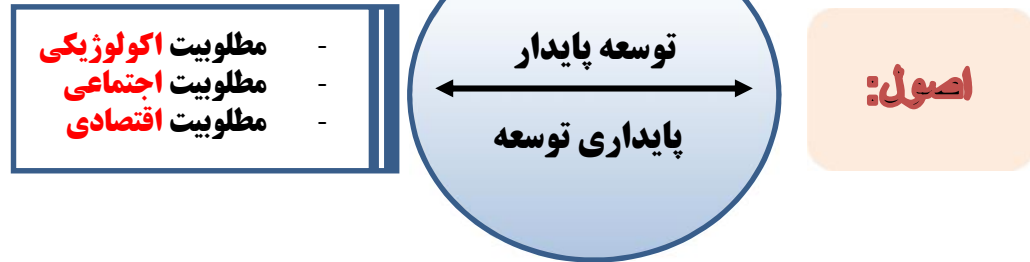 اصول:
توسعه پایدار
پایداری توسعه
- مطلوبیت اکولوژیکی
- مطلوبیت اجتماعی
- مطلوبیت اقتصادی